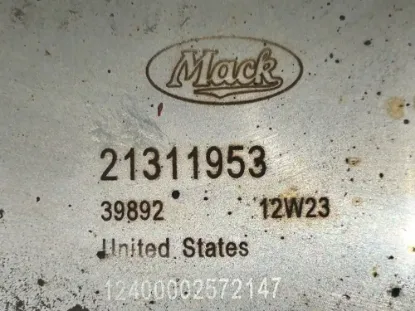 Mack
21311953
39892 12W23
United States
12400002572147